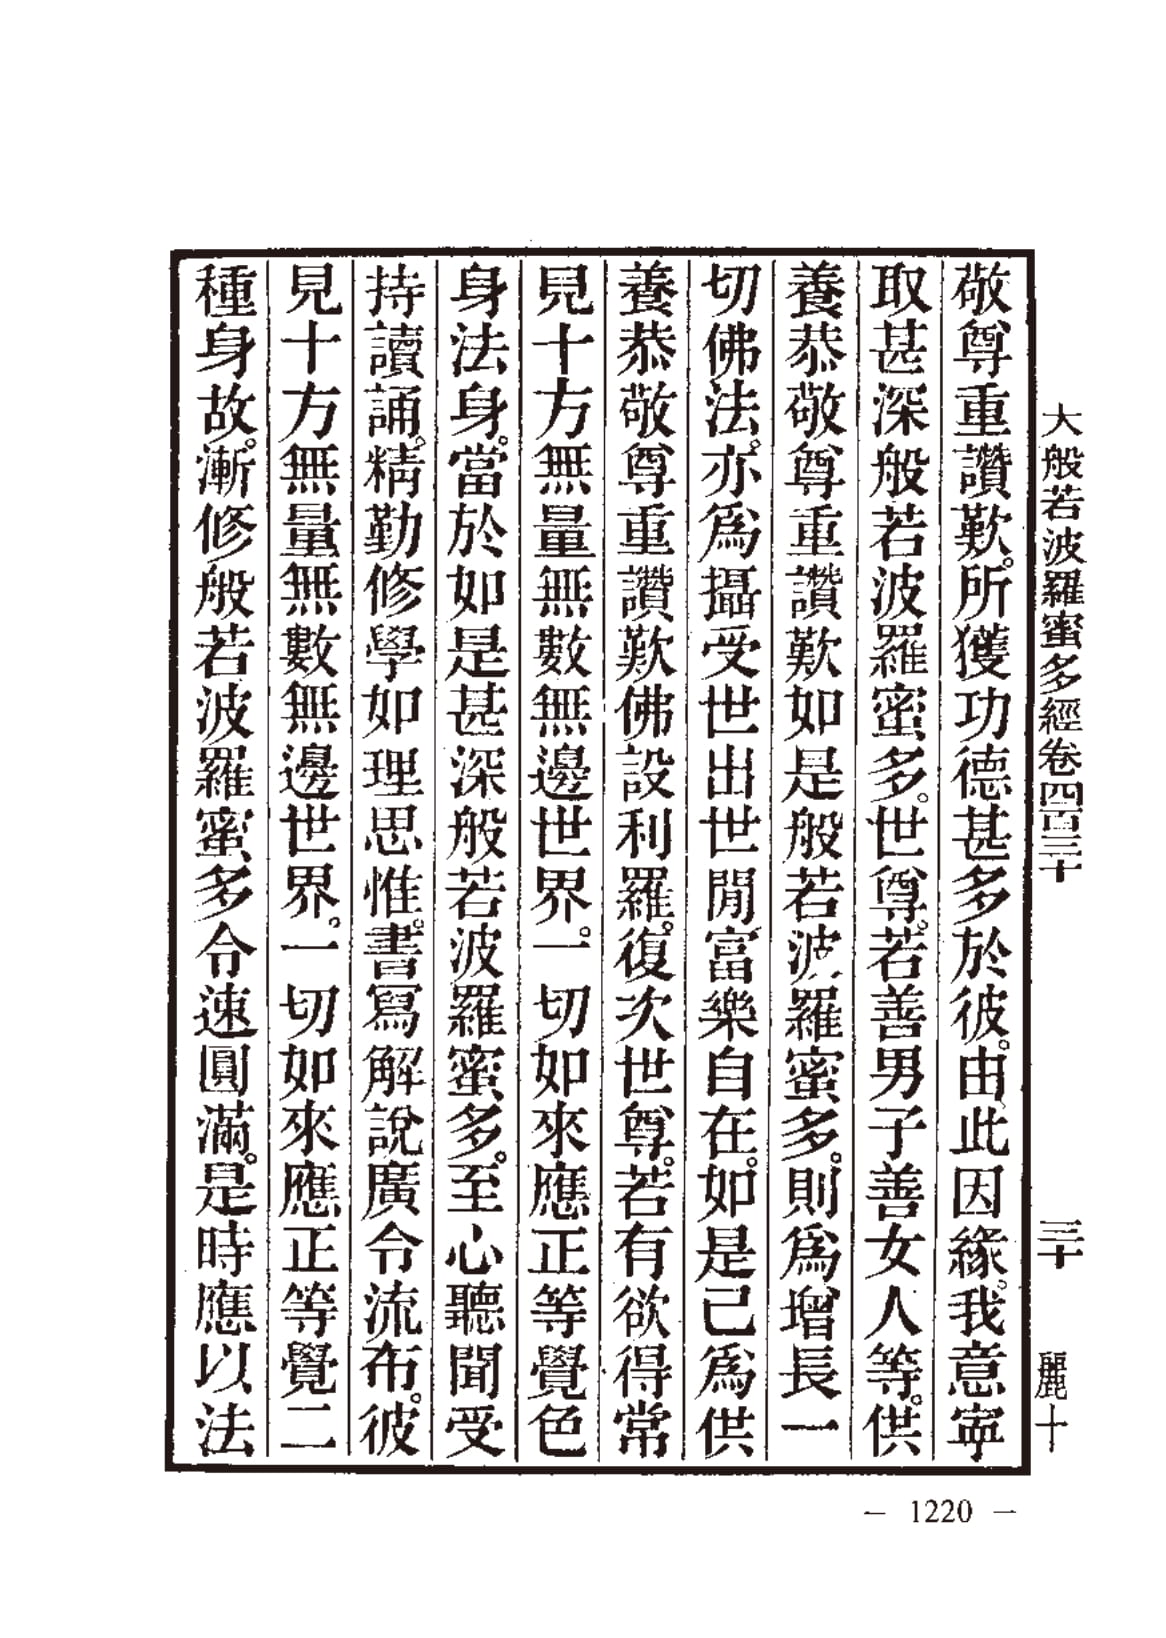 大般若波羅蜜多經卷四百三十 三十 麗十
敬尊重讚歎。所獲功德甚多於彼。由此因緣。我意寧
取甚深般若波羅蜜多。世尊。若善男子善女人等。供
養恭敬尊重讚歎如是般若波羅蜜多。則為增長一
切佛法。亦為攝受世出世閒富樂自在。如是已為供
養恭敬尊重讚歎佛設利羅。復次世尊。若有欲得常
見十方無量無數無邊世界。一切如來應正等覺色
身法身。當於如是甚深般若波羅蜜多。至心聽聞受
持讀誦。精勤修學如理思惟。書寫解說廣令流布。彼
見十方無量無數無邊世界。一切如來應正等覺二
種身故。漸修般若波羅蜜多令速圓滿。是時應以法
— 1220 —